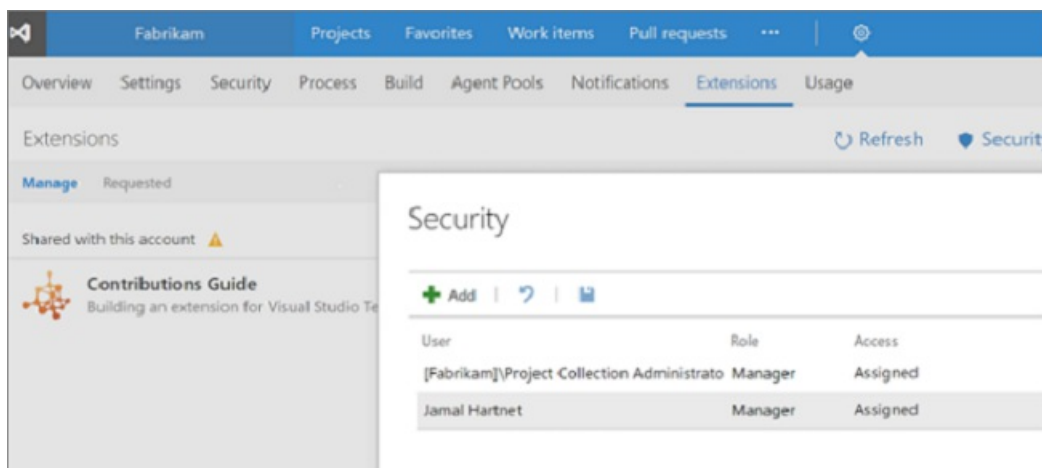 Fabrikam Projects Favorites Work items Pull requests ...
Overview Settings Security Process Build Agent Pools Notifications Extensions Usage
Extensions Refresh Securit
Manage Requested
Security
Shared with this account
Contributions Guide
Building an extension for Visual Studio Te
Add
User Role Access
[Fabrikam]\Project Collection Administrato Manager Assigned
Jamal Hartnet Manager Assigned